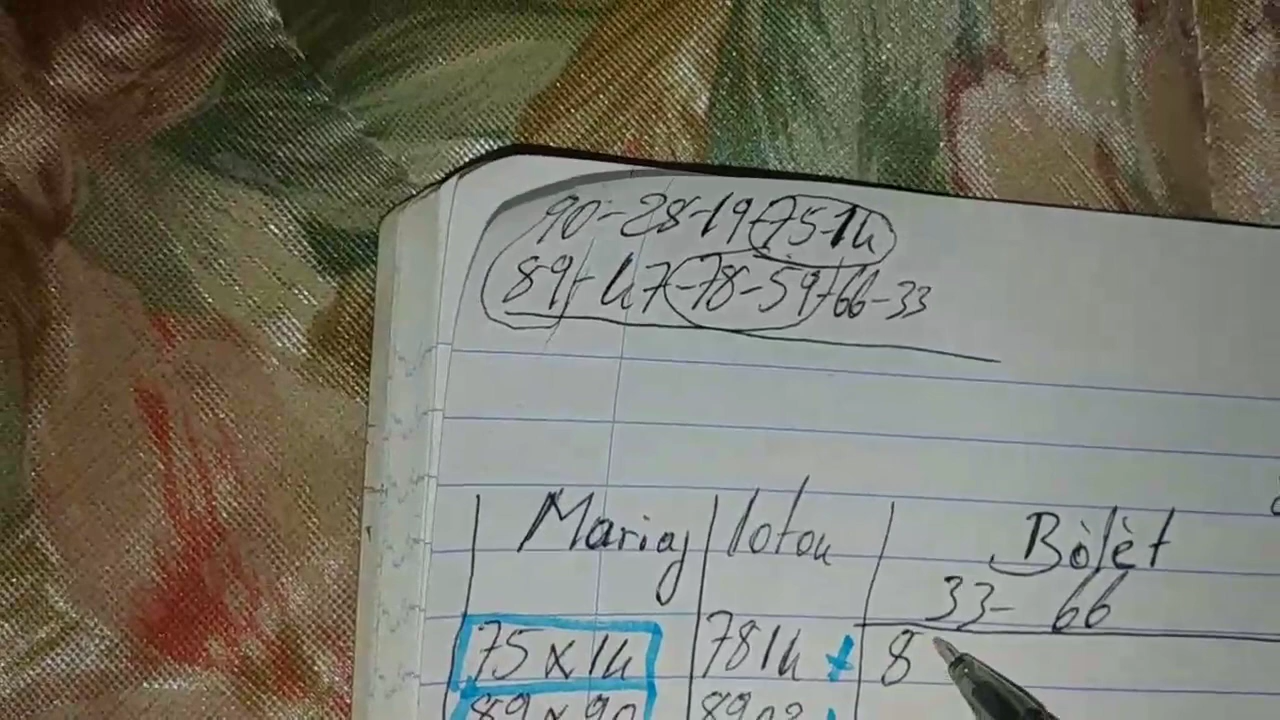 90-28-19-75-14
89-47-78-59-66-33
Mariaj lotou Bòlèt
33- 66
75x14 7814 + 8
89x90